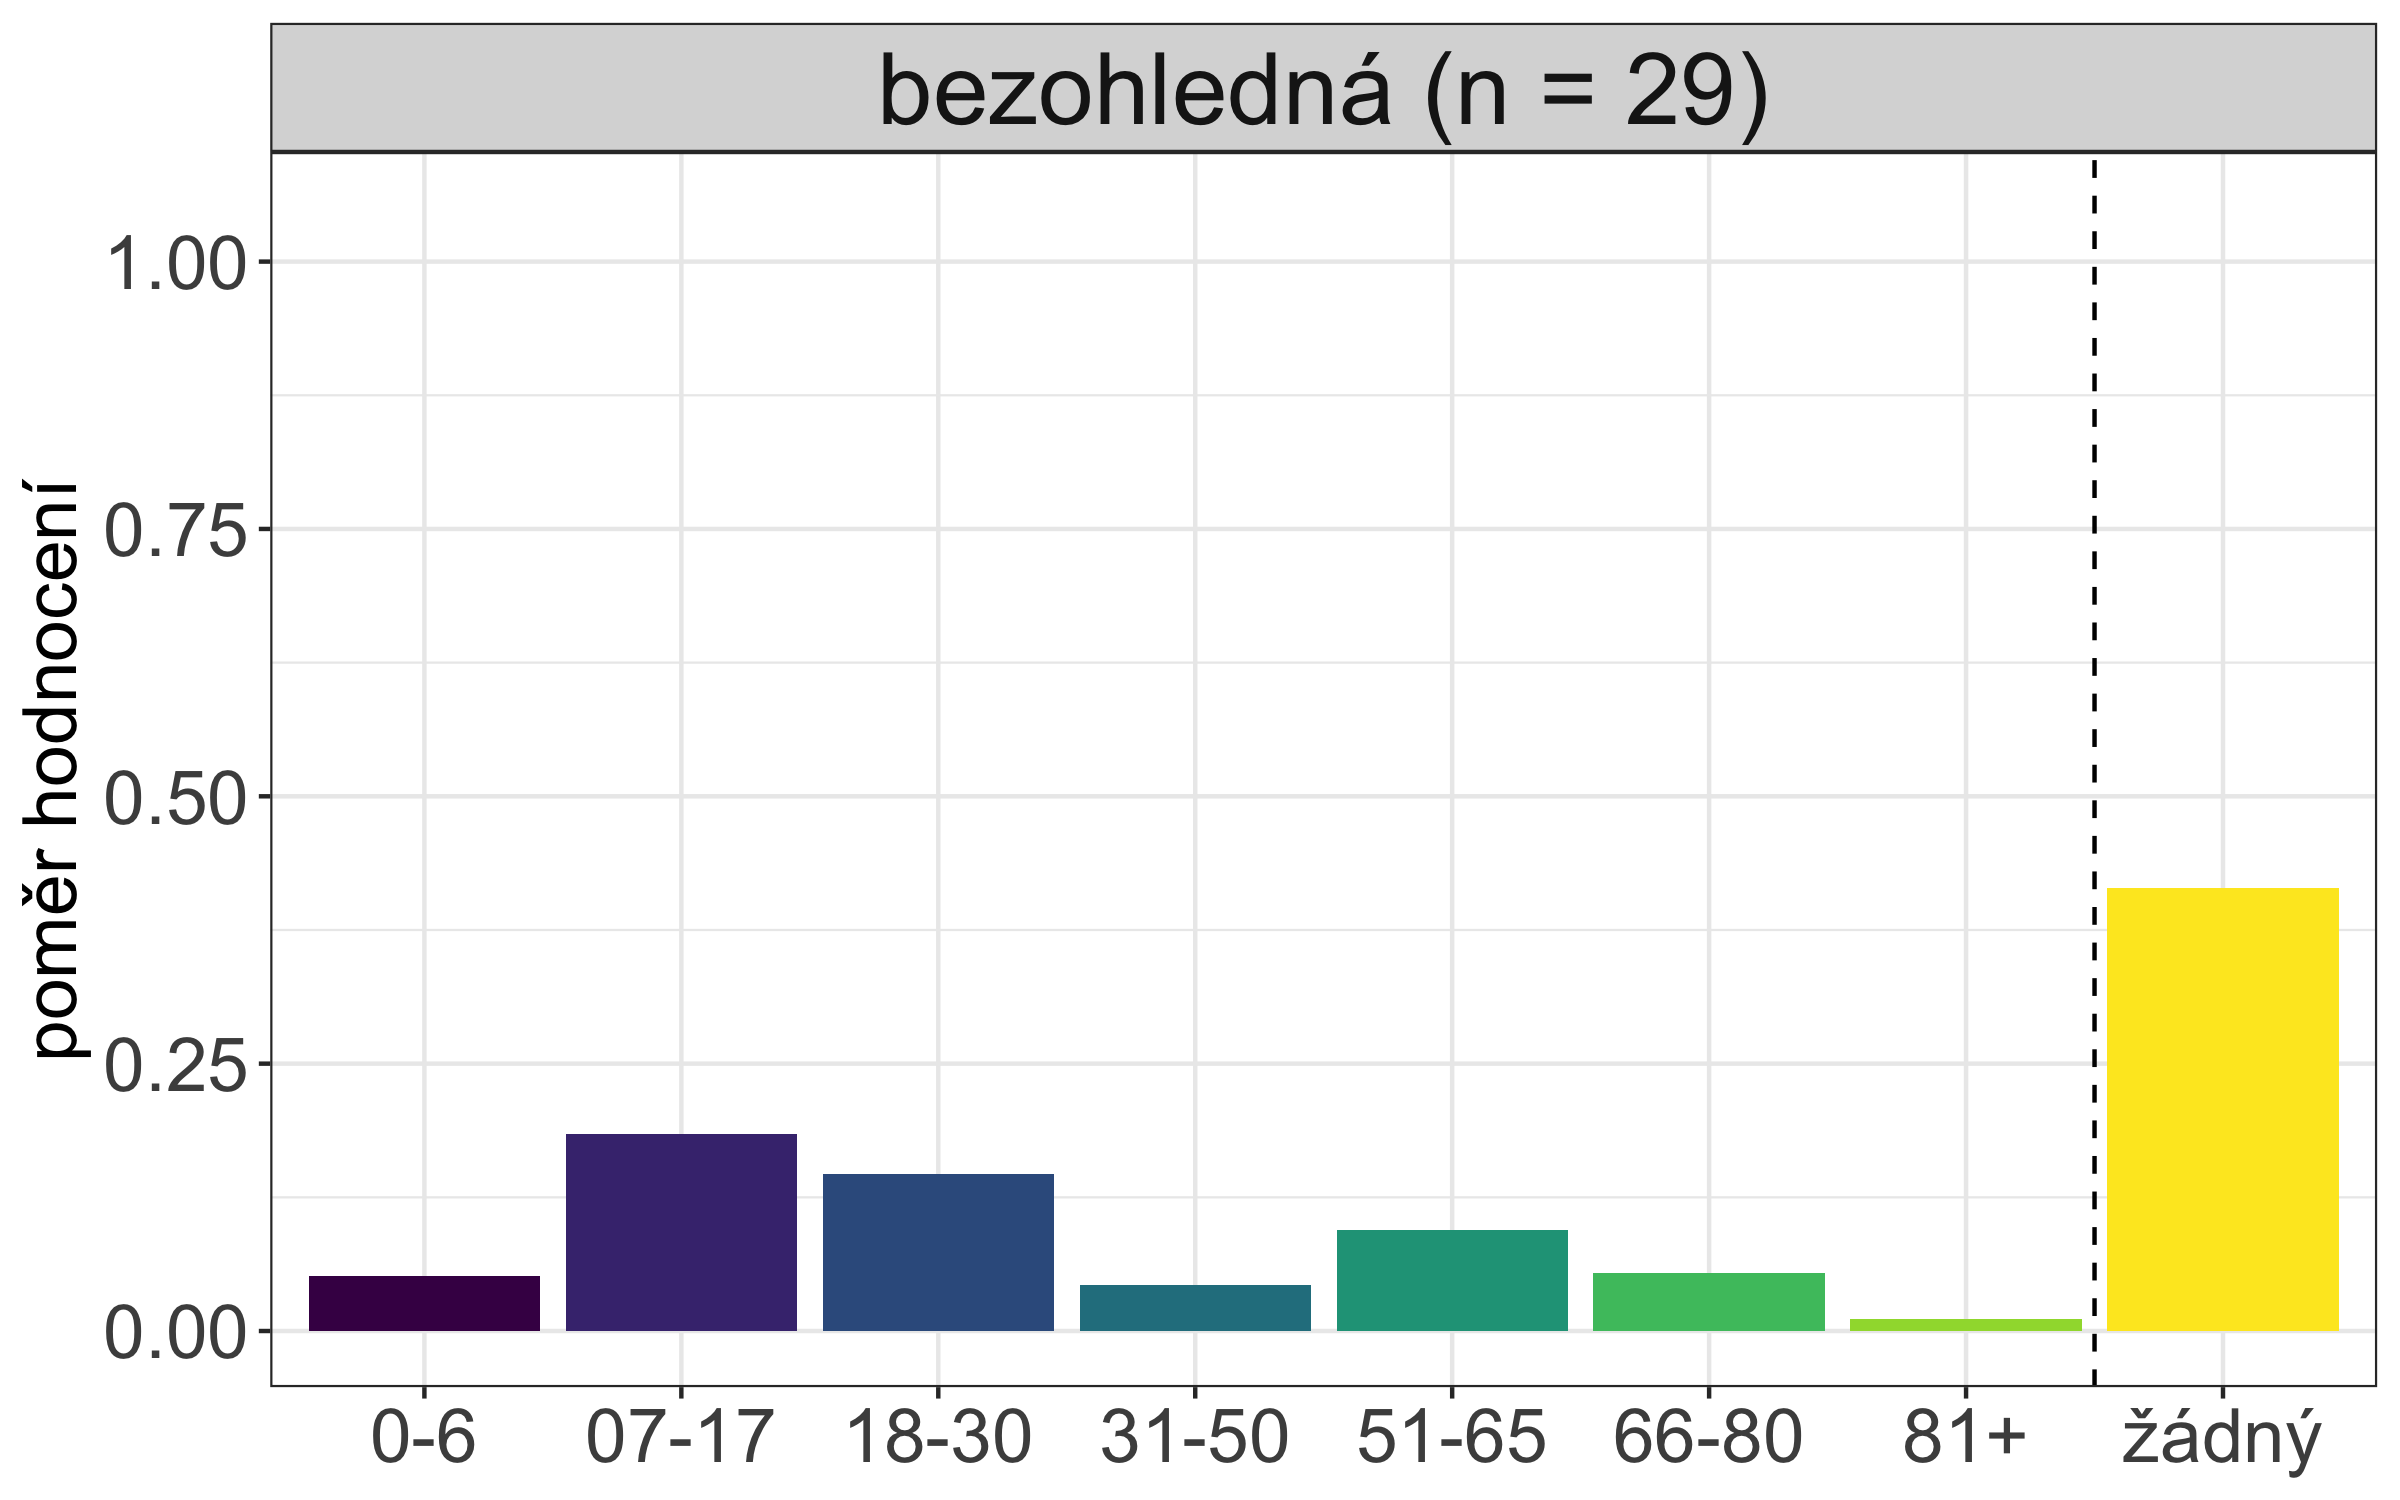 bezohledná (n = 29)
poměr hodnocení
1.00
0.75
0.50
0.25
0.00
0-6 07-17 18-30 31-50 51-65 66-80 81+ žádný